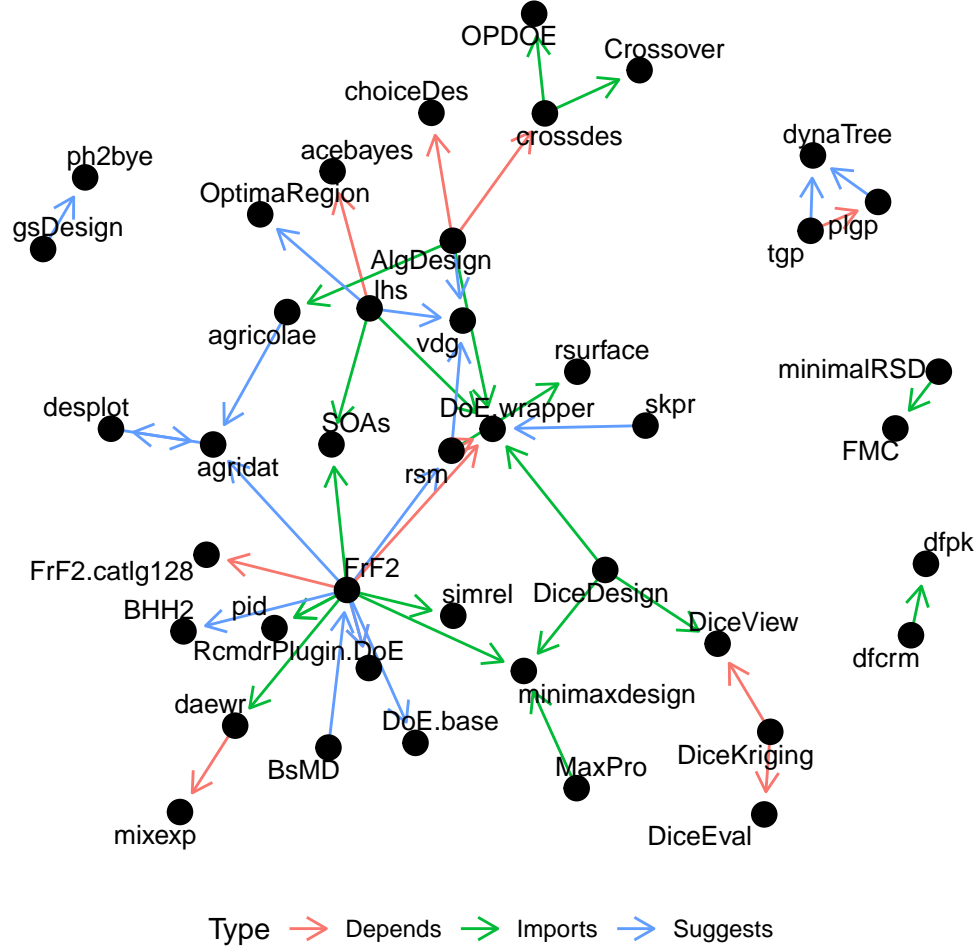 OPDOE
Crossover
choiceDes
crossdes
dynaTree
ph2bye
acebayes
OptimaRegion
gsDesign
plgp
tgp
AlgDesign
lhs
agricolae
vdg
rsurface
minimalRSD
desplot
SOAs
DoE.wrapper
skpr
FMC
agridat
rsm
dfpk
FrF2
FrF2.catlg128
simrel
DiceDesign
BHH2
pid
DiceView
RcmdrPlugin.DoE
dfcrm
minimaxdesign
daewr
DoE.base
DiceKriging
BsMD
MaxPro
mixexp
DiceEval
Type Depends Imports Suggests